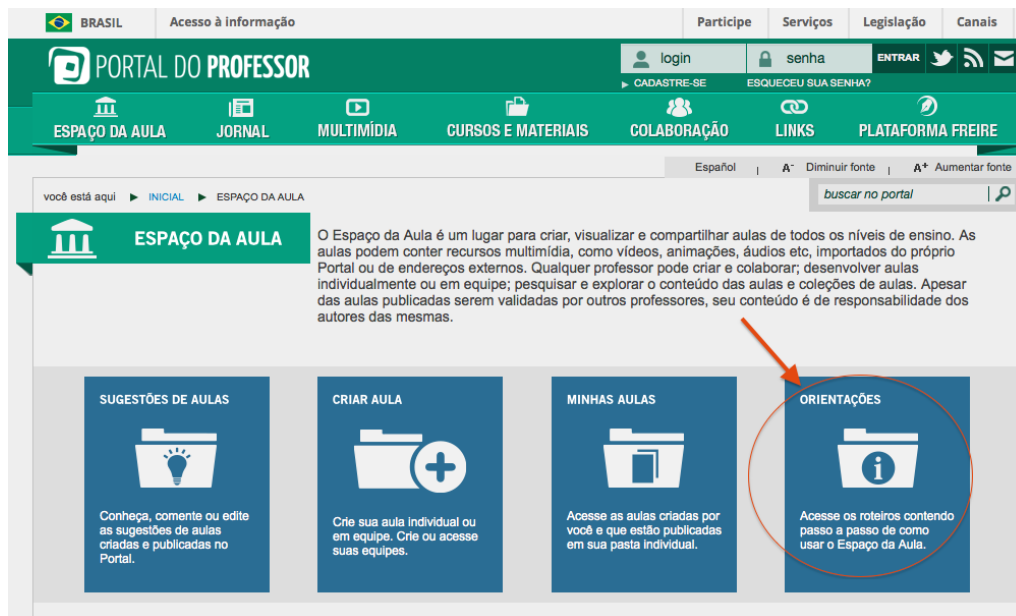 BRASIL Acesso à informação Participe Serviços Legislação Canais
PORTAL DO PROFESSOR
login senha ENTRAR
CADASTRE-SE ESQUECEU SUA SENHA?
ESPAÇO DA AULA JORNAL MULTIMÍDIA CURSOS E MATERIAIS COLABORAÇÃO LINKS PLATAFORMA FREIRE
Español A- Diminuir fonte A+ Aumentar fonte
você está aqui INICIAL ESPAÇO DA AULA
buscar no portal
ESPAÇO DA AULA
O Espaço da Aula é um lugar para criar, visualizar e compartilhar aulas de todos os níveis de ensino. As
aulas podem conter recursos multimídia, como vídeos, animações, áudios etc, importados do próprio
Portal ou de endereços externos. Qualquer professor pode criar e colaborar; desenvolver aulas
individualmente ou em equipe; pesquisar e explorar o conteúdo das aulas e coleções de aulas. Apesar
das aulas publicadas serem validadas por outros professores, seu conteúdo é de responsabilidade dos
autores das mesmas.
SUGESTÕES DE AULAS
Conheça, comente ou edite
as sugestões de aulas
criadas e publicadas no
Portal.
CRIAR AULA
Crie sua aula individual ou
em equipe. Crie ou acesse
suas equipes.
MINHAS AULAS
Acesse as aulas criadas por
você e que estão publicadas
em sua pasta individual.
ORIENTAÇÕES
Acesse os roteiros contendo
passo a passo de como
usar o Espaço da Aula.